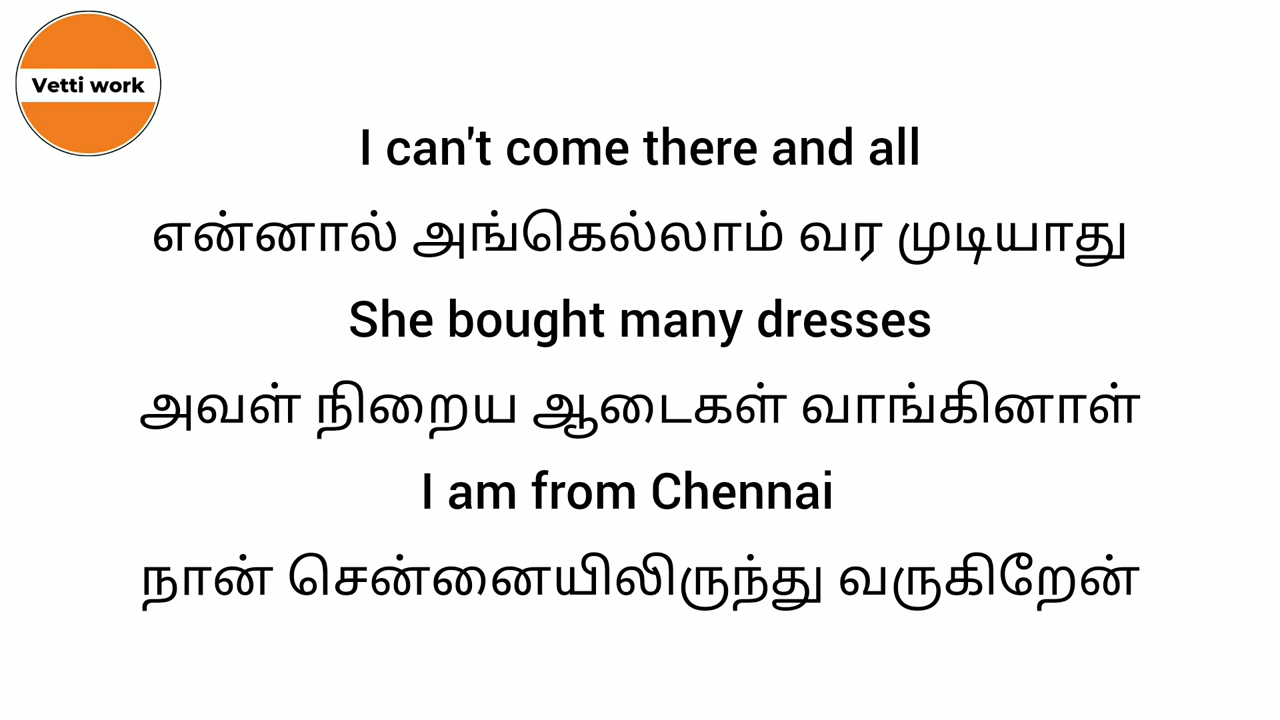 Vetti work
I can't come there and all
என்னால் அங்கெல்லாம் வர முடியாது
She bought many dresses
அவள் நிறைய ஆடைகள் வாங்கினாள்
I am from Chennai
நான் சென்னையிலிருந்து வருகிறேன்